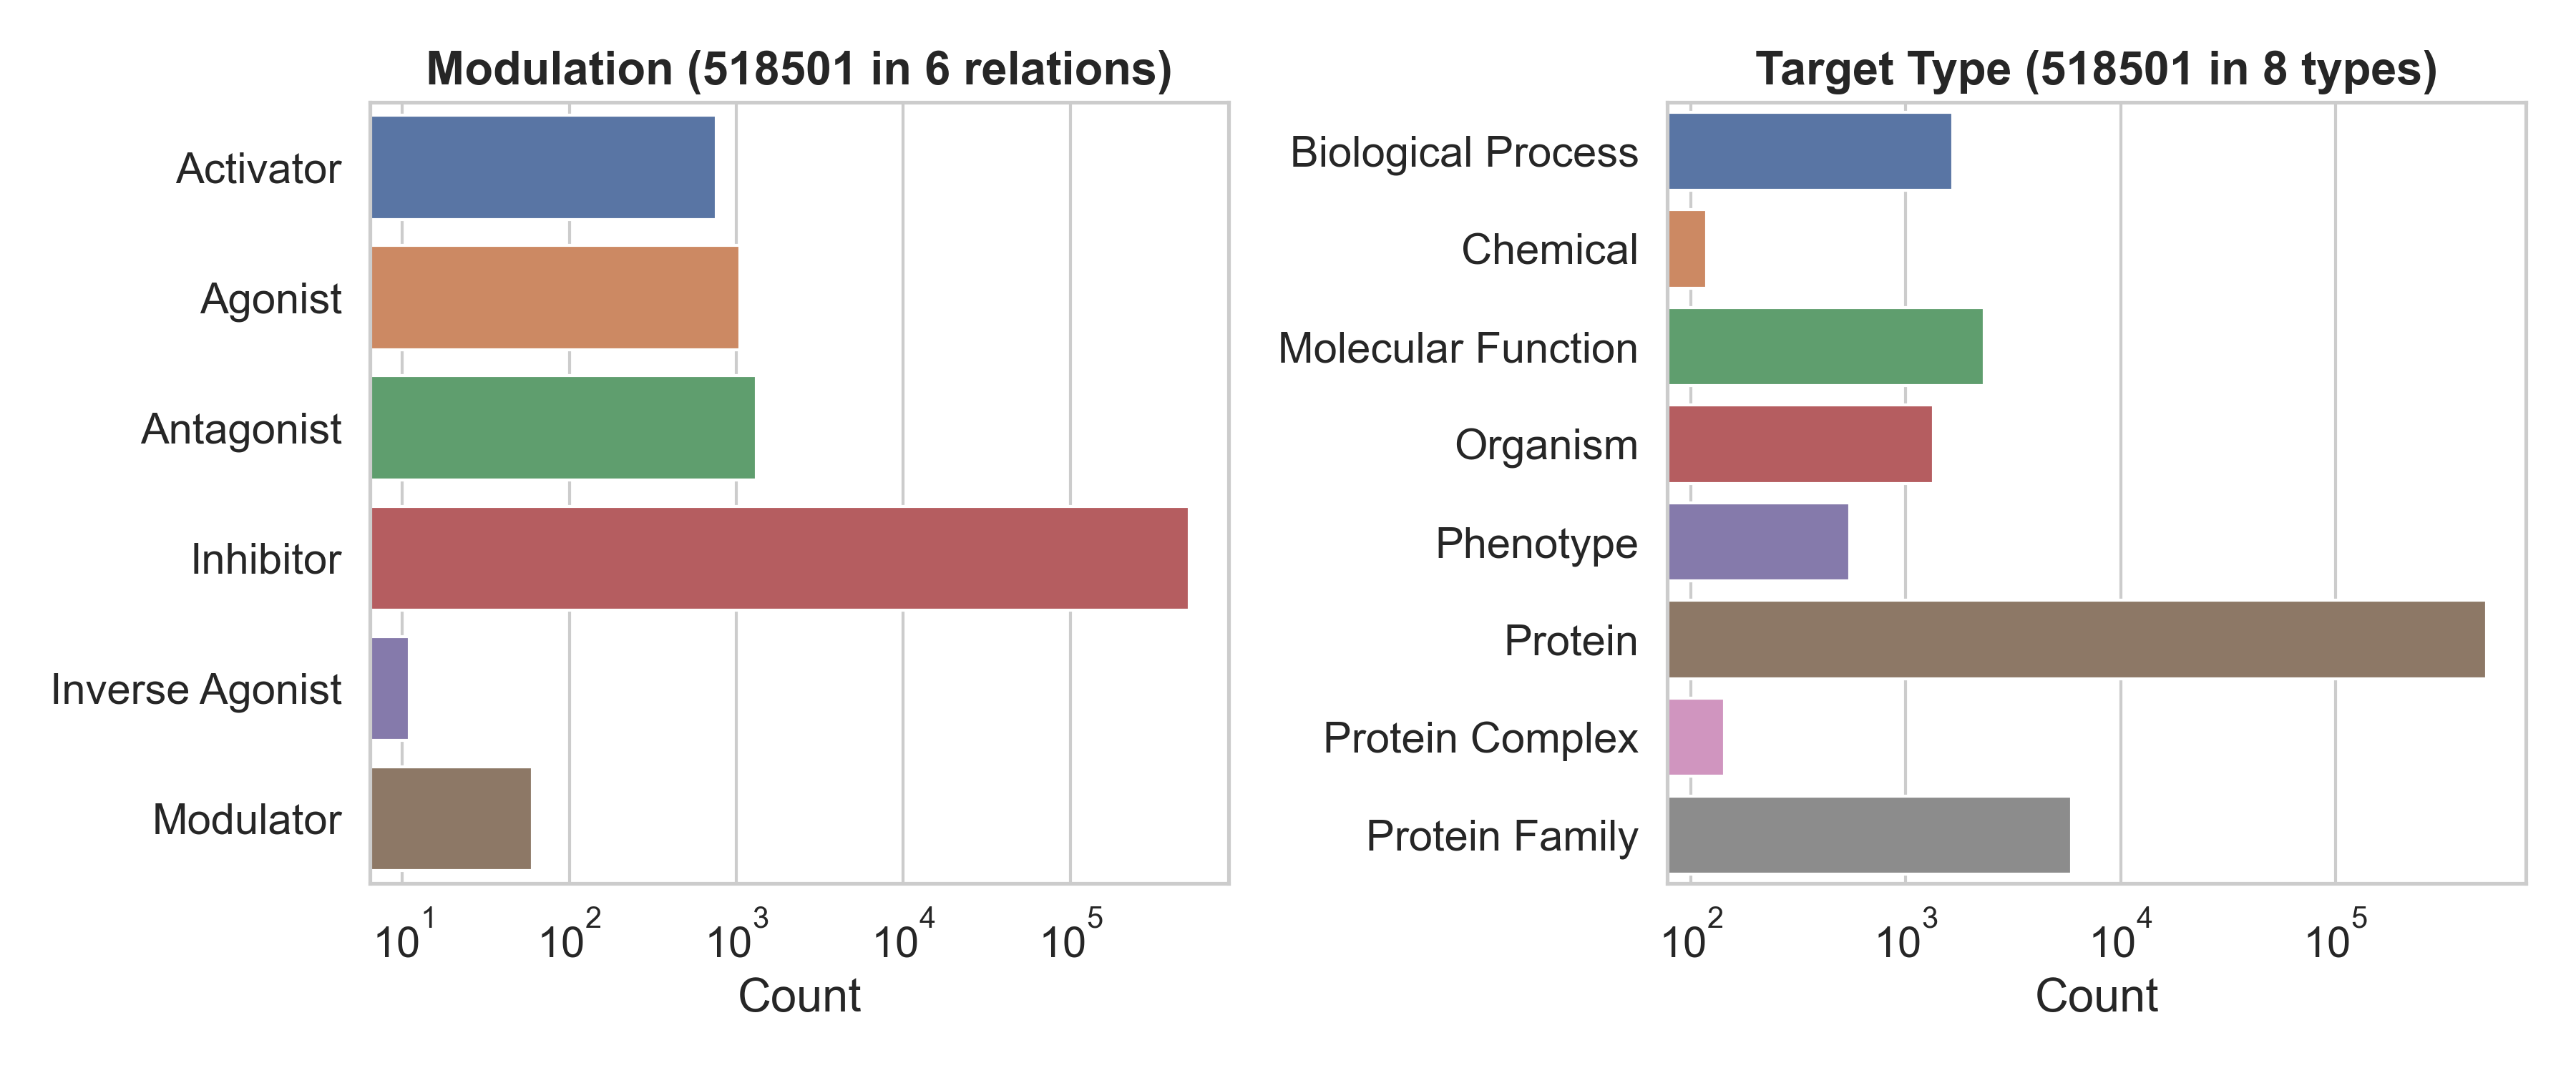 Modulation (518501 in 6 relations)
Activator
Agonist
Antagonist
Inhibitor
Inverse Agonist
Modulator
10^1 10^2 10^3 10^4 10^5
Count
Target Type (518501 in 8 types)
Biological Process
Chemical
Molecular Function
Organism
Phenotype
Protein
Protein Complex
Protein Family
10^2 10^3 10^4 10^5
Count